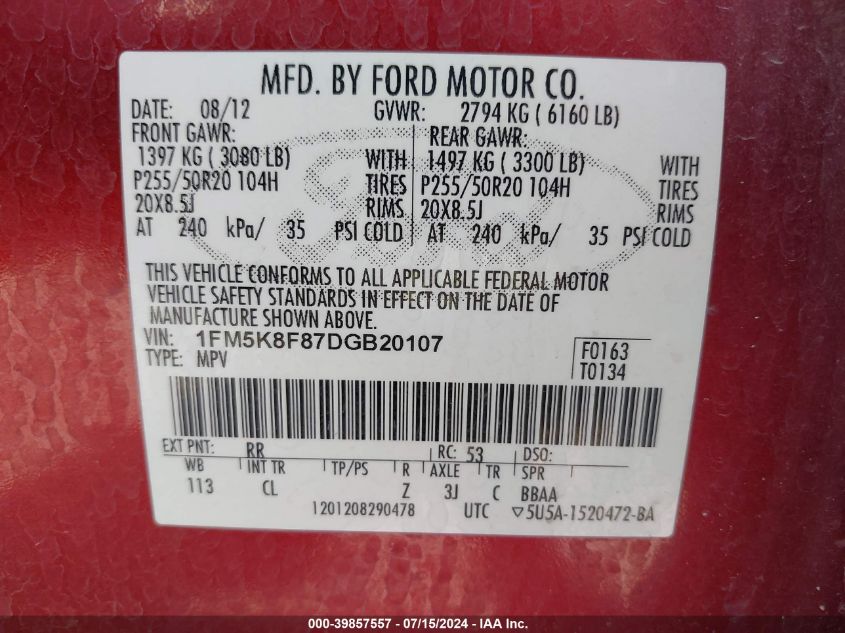 MFD. BY FORD MOTOR CO.
DATE: 08/12 GVWR: 2794 KG ( 6160 LB)
FRONT GAWR: REAR GAWR:
1397 KG ( 3080 LB) WITH 1497 KG ( 3300 LB) WITH
P255/50R20 104H TIRES P255/50R20 104H TIRES
20X8.5J RIMS 20X8.5J RIMS
AT 240 kPa/ 35 PSI COLD AT 240 kPa/ 35 PSI COLD
Ford
THIS VEHICLE CONFORMS TO ALL APPLICABLE FEDERAL MOTOR
VEHICLE SAFETY STANDARDS IN EFFECT ON THE DATE OF
MANUFACTURE SHOWN ABOVE.
VIN: 1FM5K8F87DGB20107 F0163
TYPE: MPV T0134
EXT PNT: RR RC: 53 DSO:
WB INT TR TP/PS R AXLE TR SPR
113 CL Z 3J C BBAA
1201208290478 UTC ▽5U5A-1520472-BA
000-39857557 - 07/15/2024 - IAAI.com